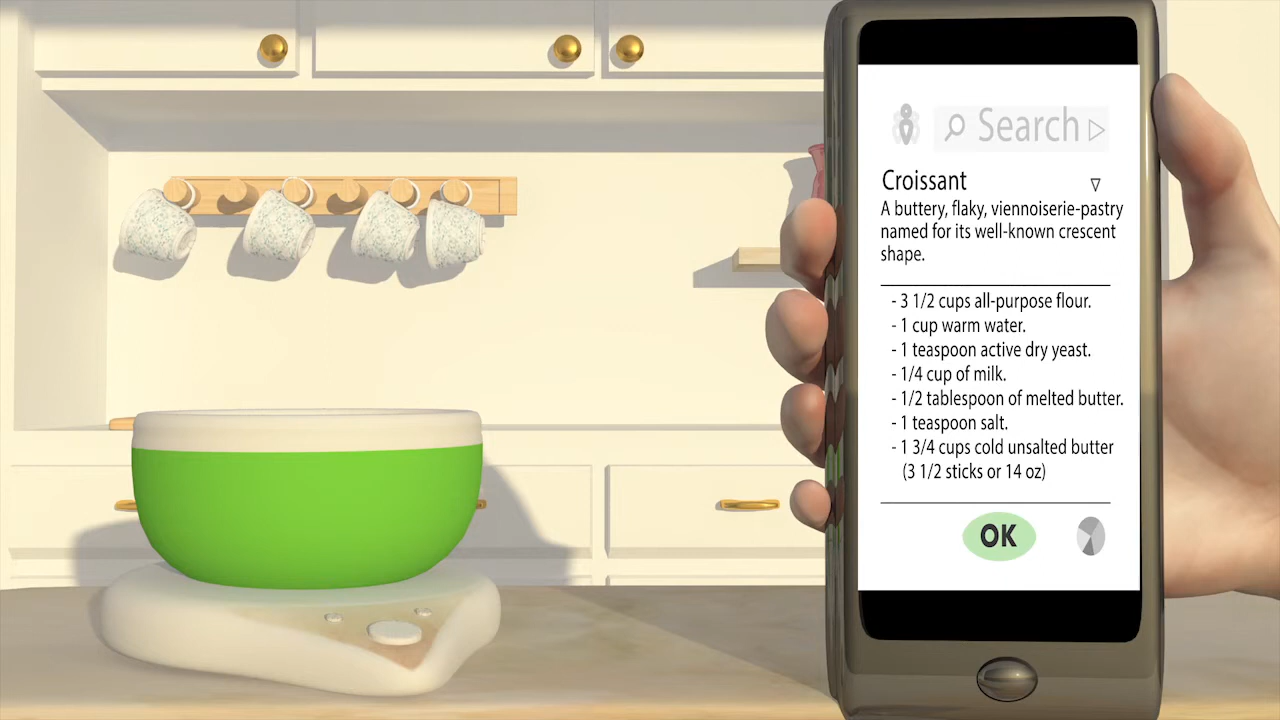 Search
Croissant
A buttery, flaky, viennoiserie-pastry
named for its well-known crescent
shape.
- 3 1/2 cups all-purpose flour.
- 1 cup warm water.
- 1 teaspoon active dry yeast.
- 1/4 cup of milk.
- 1/2 tablespoon of melted butter.
- 1 teaspoon salt.
- 1 3/4 cups cold unsalted butter
(3 1/2 sticks or 14 oz)
OK